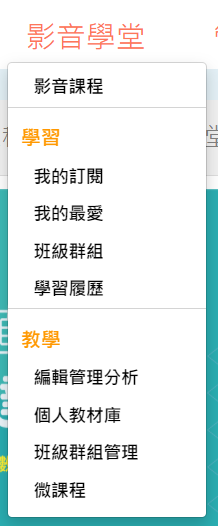 影音學堂
影音課程
學習
我的訂閱
我的最愛
班級群組
學習履歷
教學
編輯管理分析
個人教材庫
班級群組管理
微課程